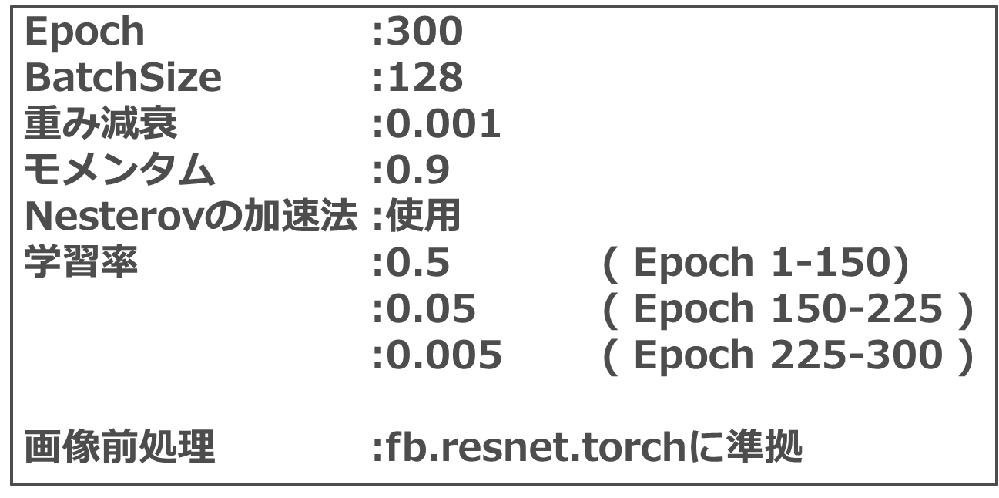 Epoch :300
BatchSize :128
重み減衰 :0.001
モメンタム :0.9
Nesterovの加速法 :使用
学習率 :0.5 ( Epoch 1-150)
:0.05 ( Epoch 150-225 )
:0.005 ( Epoch 225-300 )
画像前処理 :fb.resnet.torchに準拠